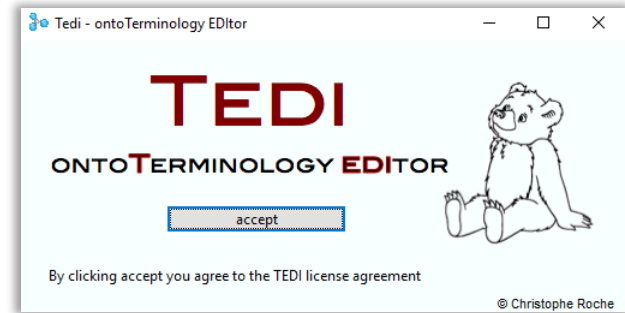 Tedi - ontoTerminology EDItor
TEDI
ONTOTERMINOLOGY EDITOR
accept
By clicking accept you agree to the TEDI license agreement
© Christophe Roche